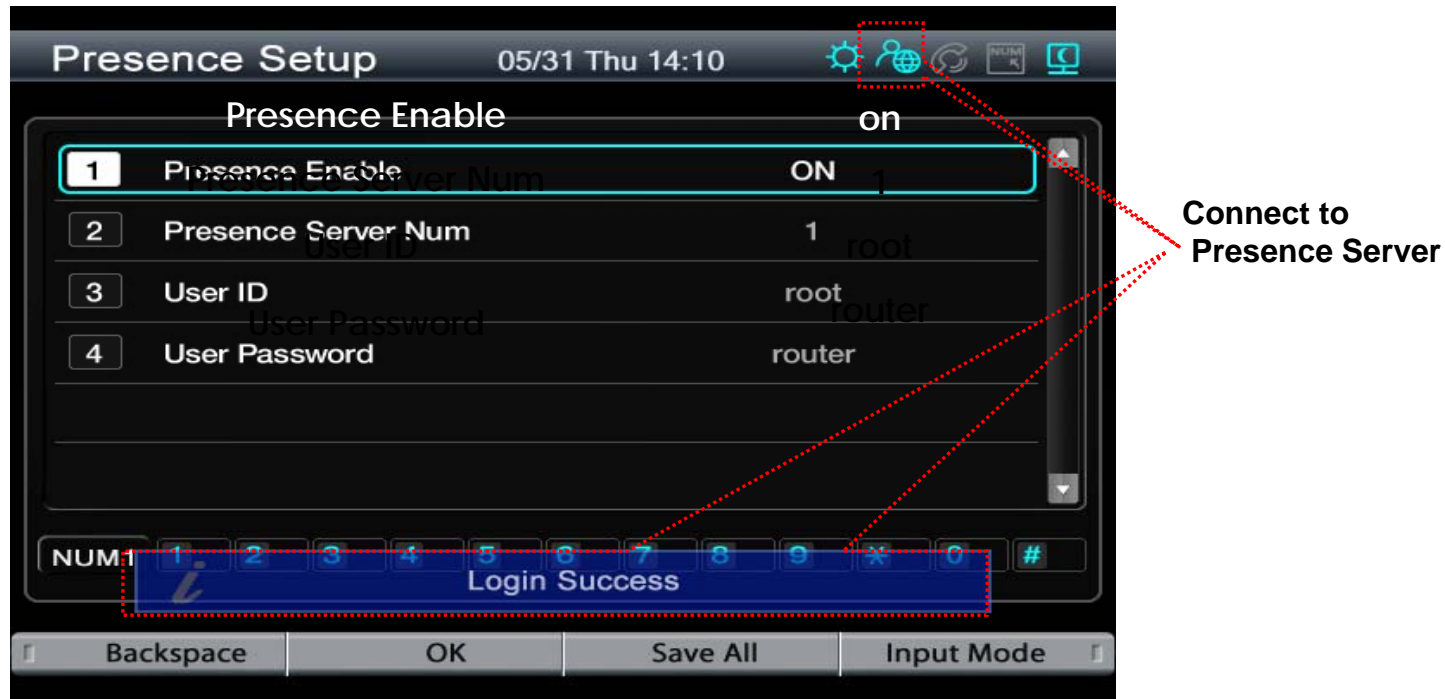 Presence Setup 05/31 Thu 14:10 NUM
Presence Enable on
1 Presence Enable ON
Presence Server Num 1
2 Presence Server Num 1
User ID root
3 User ID root
User Password router
4 User Password router
Connect to
Presence Server
NUM1 1 2 3 4 5 6 7 8 9 * 0 #
i Login Success
Backspace OK Save All Input Mode